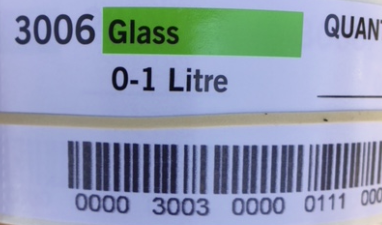 3006 Glass QUANT
0-1 Litre
0000 3003 0000 0111 000